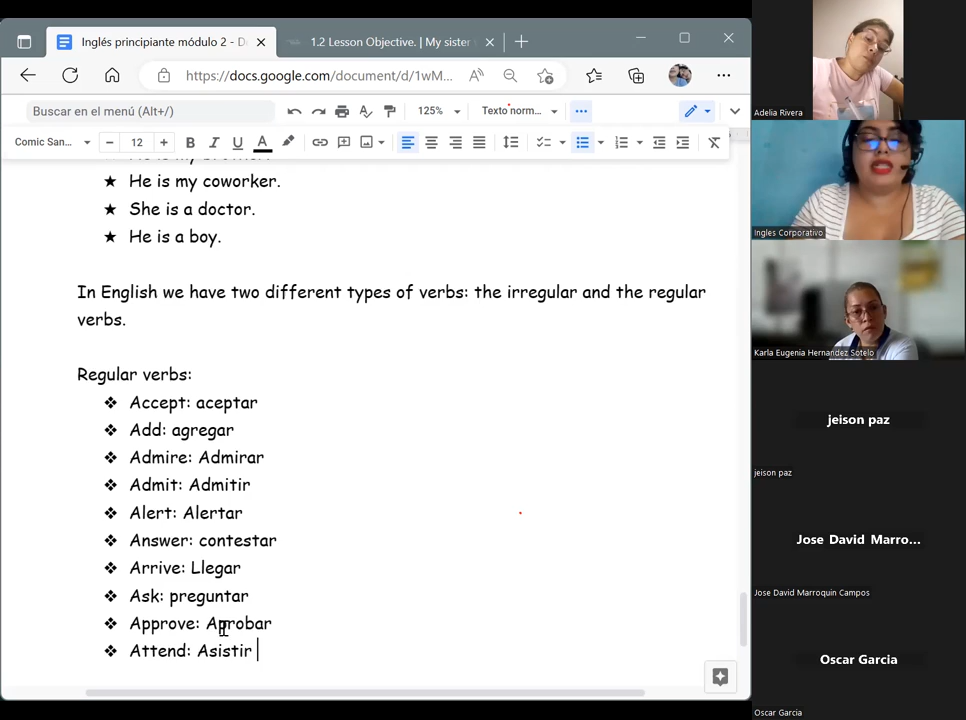 Inglés principiante módulo 2 - D
1.2 Lesson Objective. | My sister
https://docs.google.com/document/d/1wM...
Buscar en el menú (Alt+/)
125%
Texto norm...
Comic San...
12
He is my brother.
★ He is my coworker.
★ She is a doctor.
★ He is a boy.
In English we have two different types of verbs: the irregular and the regular
verbs.
Regular verbs:
❖ Accept: aceptar
❖ Add: agregar
❖ Admire: Admirar
❖ Admit: Admitir
❖ Alert: Alertar
❖ Answer: contestar
❖ Arrive: Llegar
❖ Ask: preguntar
❖ Approve: Aprobar
❖ Attend: Asistir
Adelia Rivera
Ingles Corporativo
Karla Eugenia Hernandez Sotelo
jeison paz
jeison paz
Jose David Marro...
Jose David Marroquin Campos
Oscar Garcia
Oscar Garcia